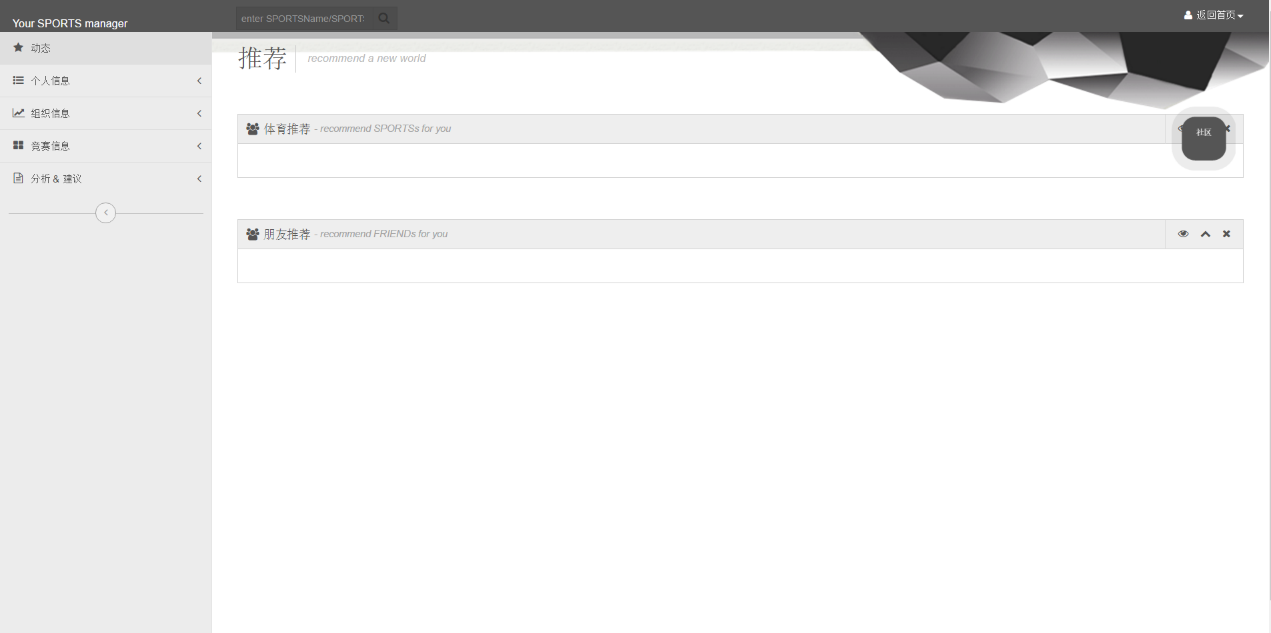 Your SPORTS manager
enter SPORTSName/SPORT:
返回首页
动态
个人信息
组织信息
竞赛信息
分析 & 建议
推荐
recommend a new world
体育推荐 - recommend SPORTSs for you
社区
朋友推荐 - recommend FRIENDs for you